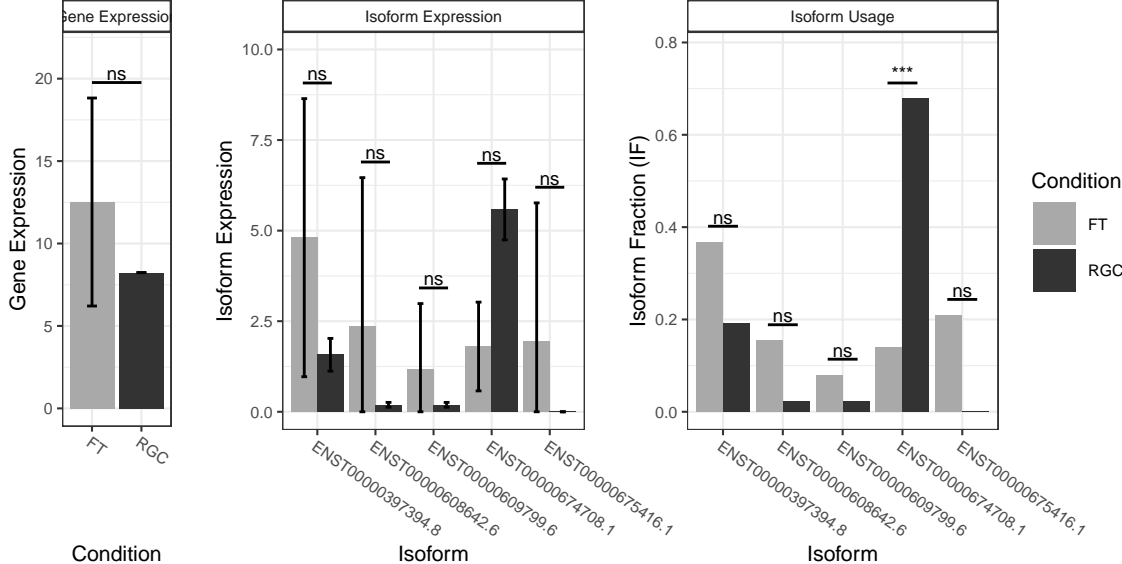 Gene Expression
Isoform Expression
Isoform Usage
Gene Expression
20
15
10
5
0
ns
FT
RGC
Condition
Isoform Expression
10.0
7.5
5.0
2.5
0.0
ns
ns
ns
ns
ns
ENST00000397394.8
ENST00000608642.6
ENST00000609799.6
ENST00000674708.1
ENST00000675416.1
Isoform
Isoform Fraction (IF)
0.8
0.6
0.4
0.2
0.0
ns
ns
ns
***
ns
ENST00000397394.8
ENST00000608642.6
ENST00000609799.6
ENST00000674708.1
ENST00000675416.1
Isoform
Condition
FT
RGC